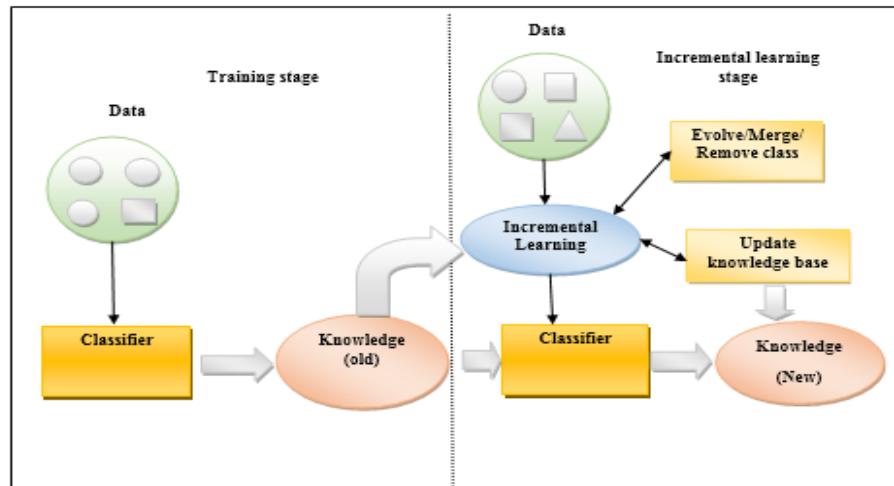 Training stage
Data
Classifier
Knowledge
(old)
Data
Incremental learning
stage
Evolve/Merge/
Remove class
Incremental
Learning
Update
knowledge base
Classifier
Knowledge
(New)